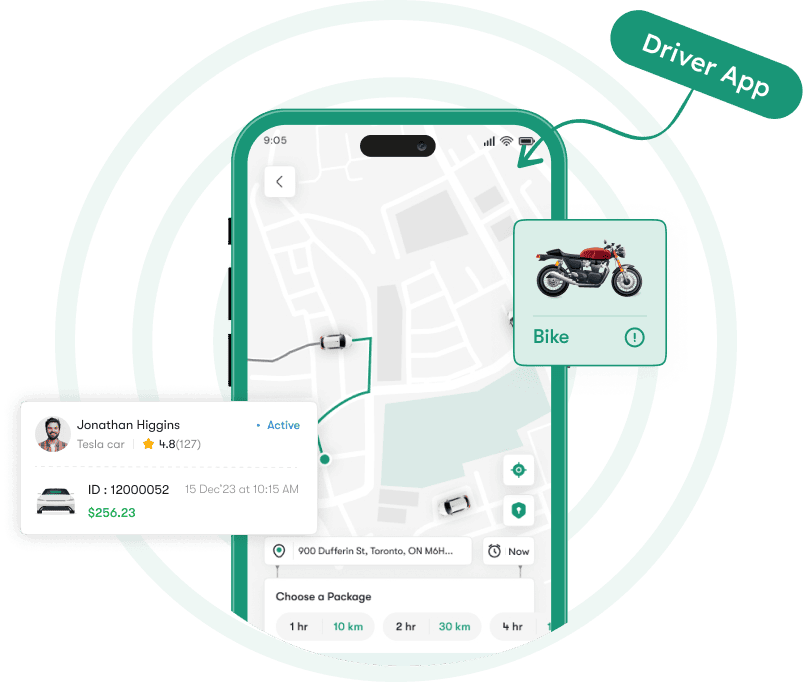 Driver App
9:05
Bike
Jonathan Higgins
• Active
Tesla car
4.8(127)
ID : 12000052
15 Dec'23 at 10:15 AM
$256.23
900 Dufferin St, Toronto, ON M6H...
Now
Choose a Package
1 hr 10 km 2 hr 30 km 4 hr